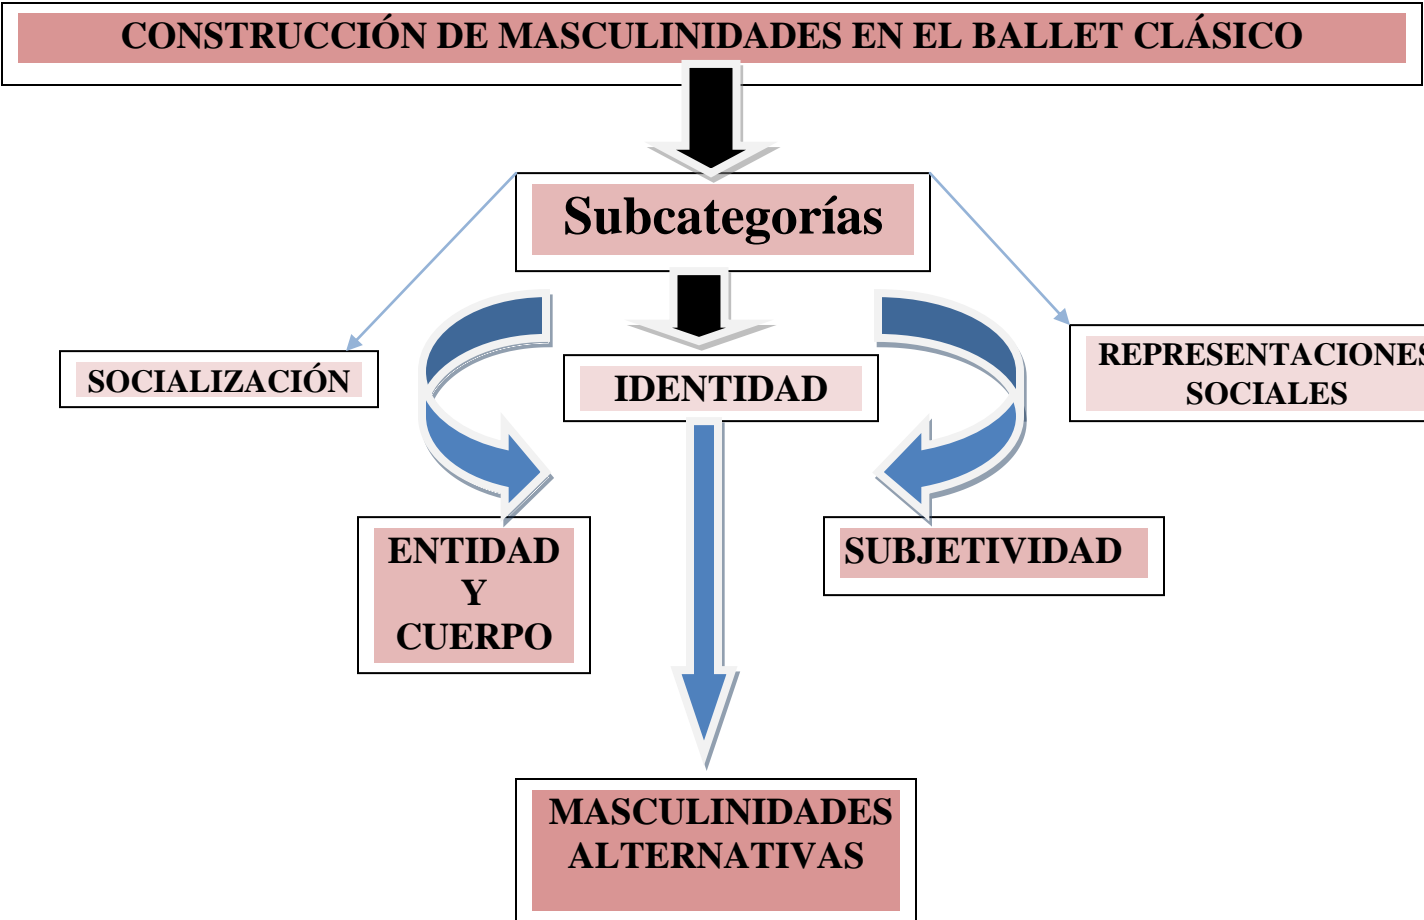 CONSTRUCCIÓN DE MASCULINIDADES EN EL BALLET CLÁSICO
Subcategorías
SOCIALIZACIÓN
IDENTIDAD
REPRESENTACIONES
SOCIALES
ENTIDAD
Y
CUERPO
SUBJETIVIDAD
MASCULINIDADES
ALTERNATIVAS